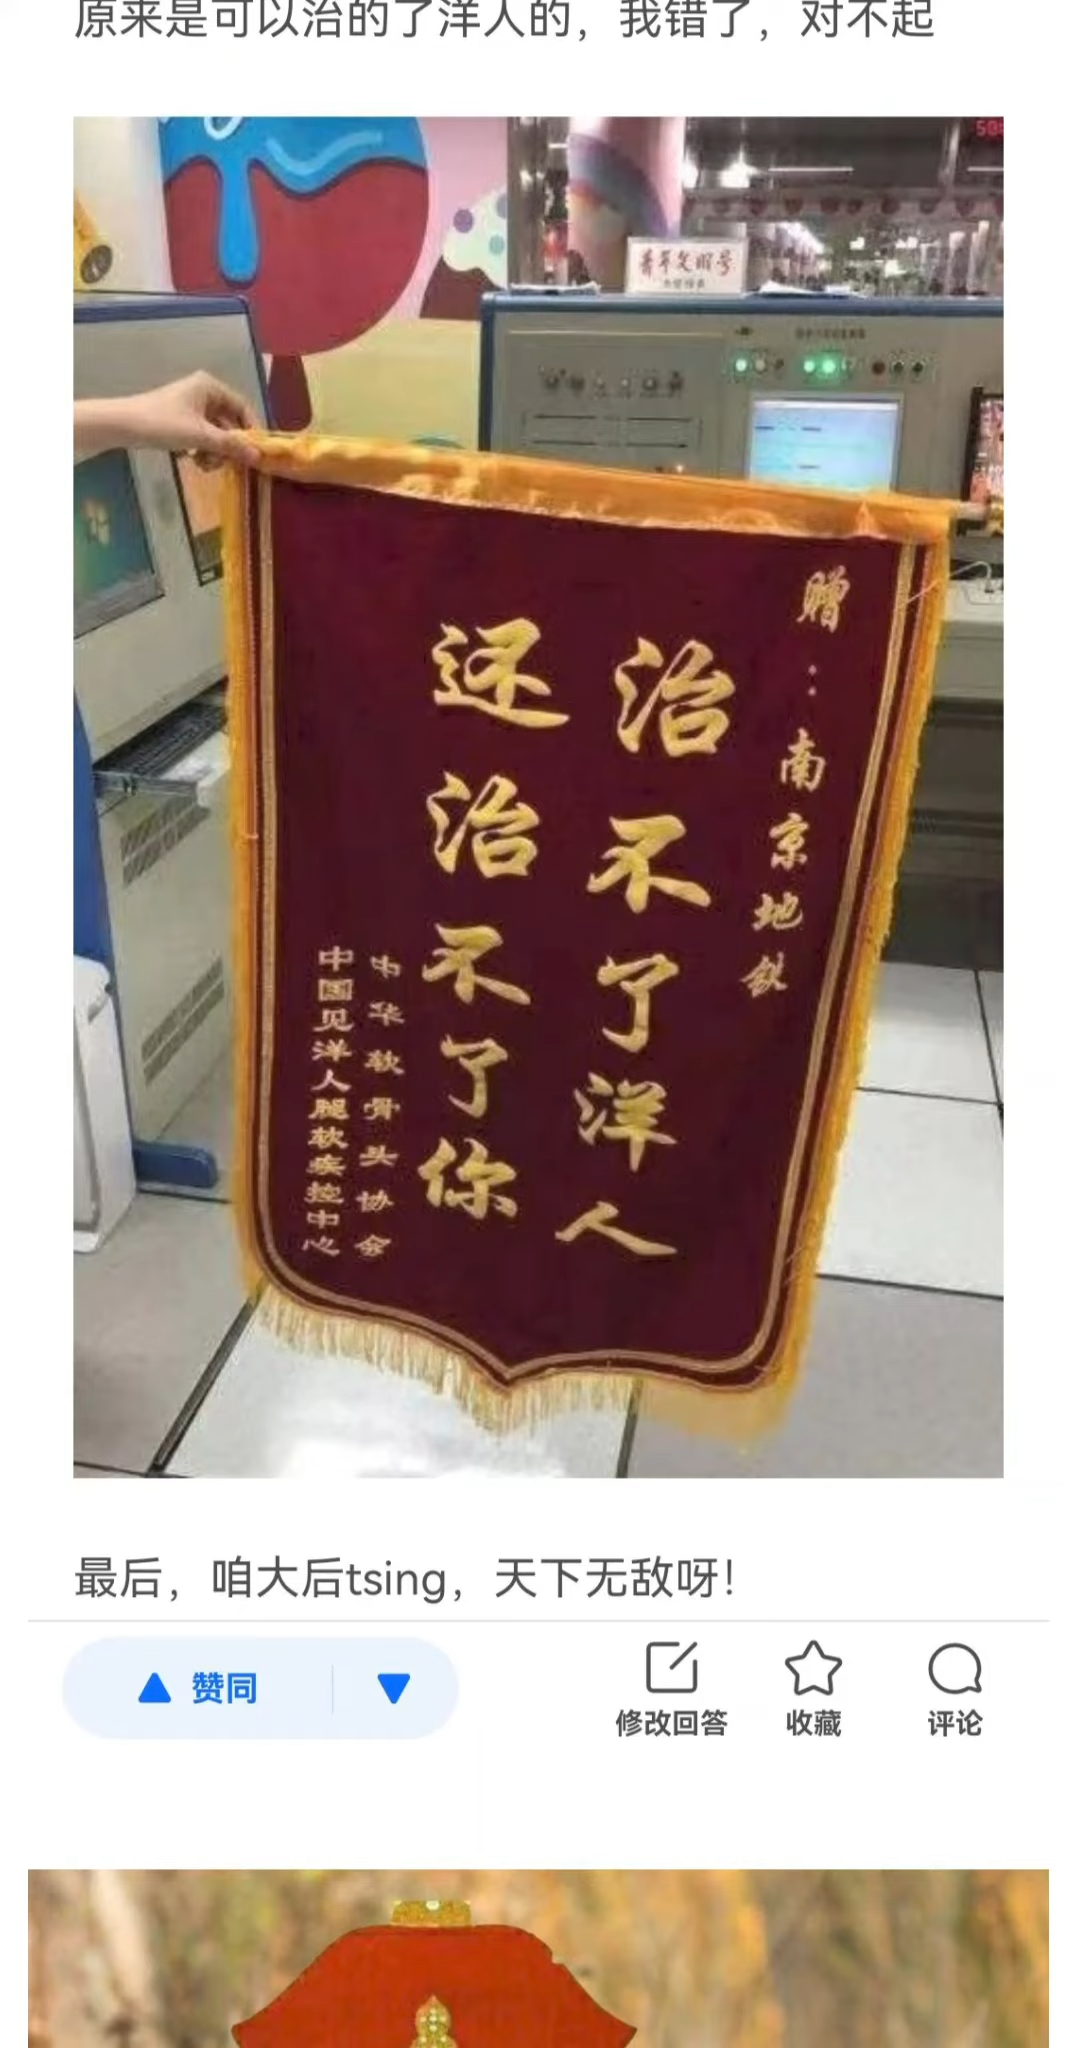 原来是可以治的了洋人的，我错了，对不起
青年文明号
赠：南京地铁
治不了洋人
还治不了你
中华软骨头协会
中国见洋人腿软疾控中心
最后，咱大后tsing，天下无敌呀！
赞同
修改回答
收藏
评论